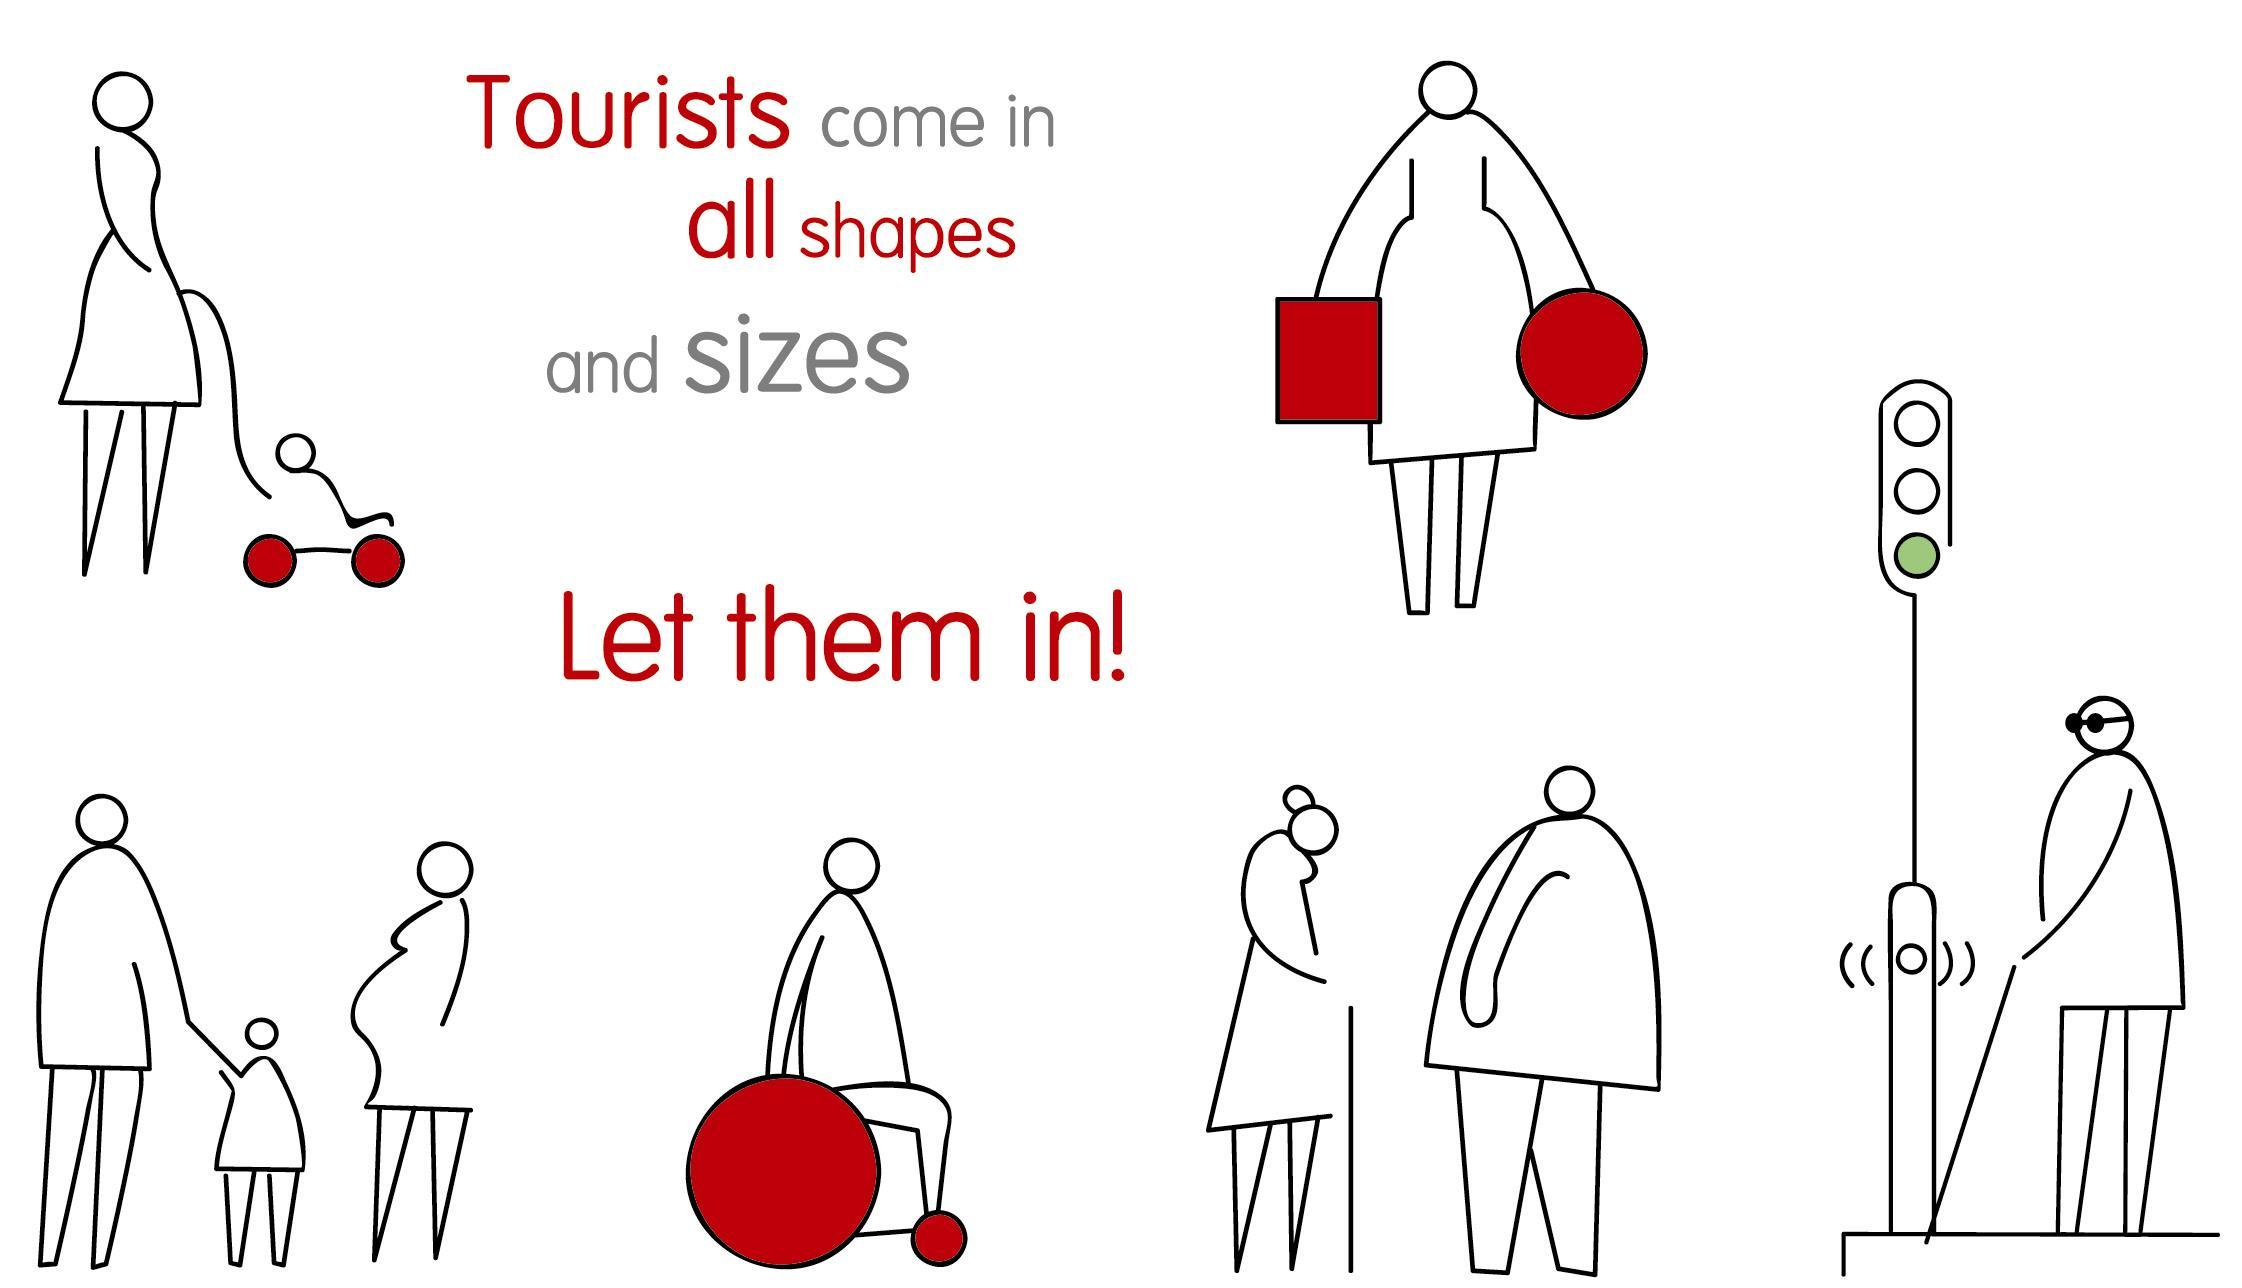 Tourists come in
all shapes
and sizes
Let them in!